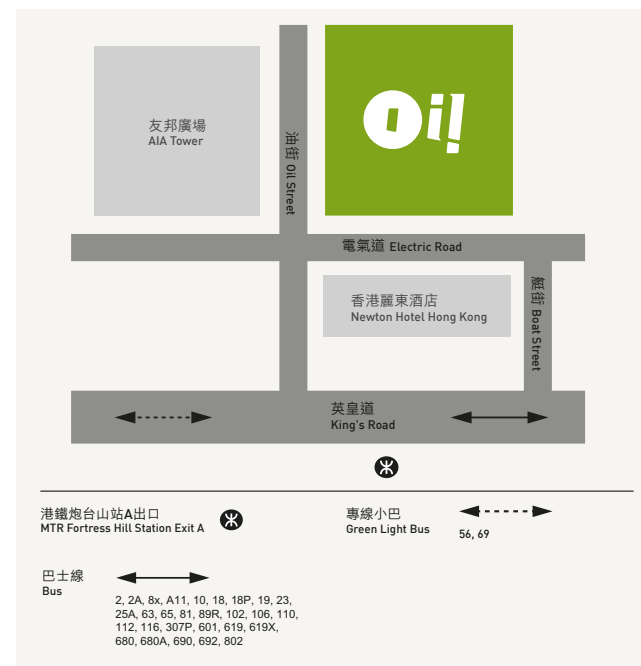 友邦廣場
AIA Tower
油街 Oil Street
Oi!
電氣道 Electric Road
香港麗東酒店
Newton Hotel Hong Kong
艇街 Boat Street
英皇道
King's Road
港鐵炮台山站A出口
MTR Fortress Hill Station Exit A
專線小巴
Green Light Bus
56, 69
巴士線
Bus
2, 2A, 8x, A11, 10, 18, 18P, 19, 23,
25A, 63, 65, 81, 89R, 102, 106, 110,
112, 116, 307P, 601, 619, 619X,
680, 680A, 690, 692, 802